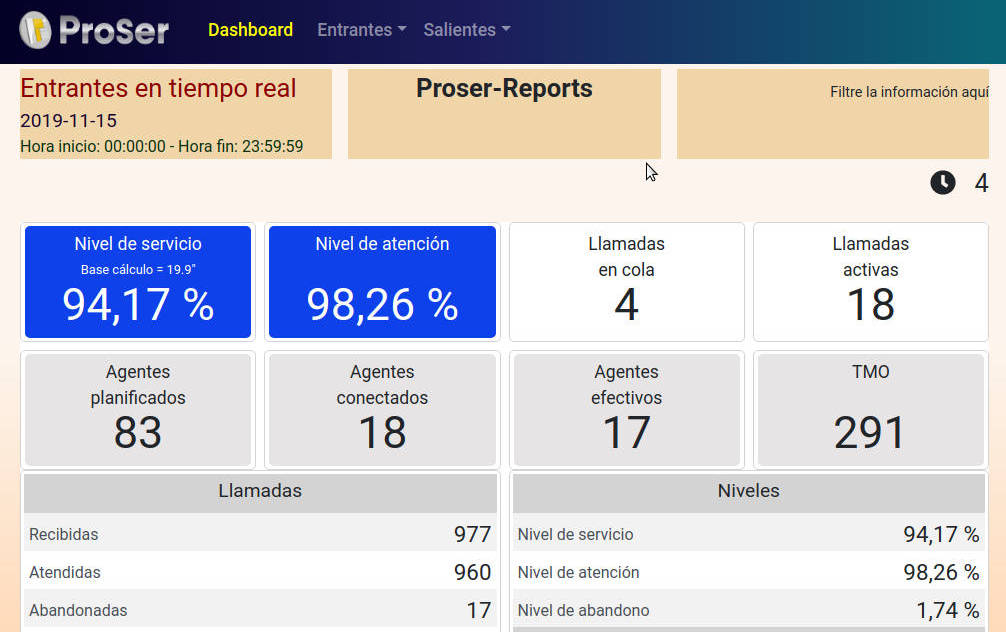 ProSer Dashboard Entrantes Salientes
Entrantes en tiempo real
2019-11-15
Hora inicio: 00:00:00 - Hora fin: 23:59:59
Proser-Reports
Filtre la información aquí
4
Nivel de servicio
Base cálculo = 19.9"
94,17 %
Nivel de atención
98,26 %
Llamadas
en cola
4
Llamadas
activas
18
Agentes
planificados
83
Agentes
conectados
18
Agentes
efectivos
17
TMO
291
Llamadas
Recibidas 977
Atendidas 960
Abandonadas 17
Niveles
Nivel de servicio 94,17 %
Nivel de atención 98,26 %
Nivel de abandono 1,74 %